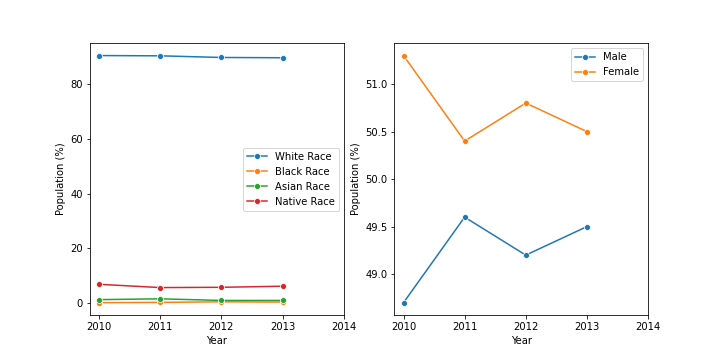 80
60
40
20
0
Population (%)
2010 2011 2012 2013 2014
Year
White Race
Black Race
Asian Race
Native Race
51.0
50.5
50.0
49.5
49.0
Population (%)
2010 2011 2012 2013 2014
Year
Male
Female